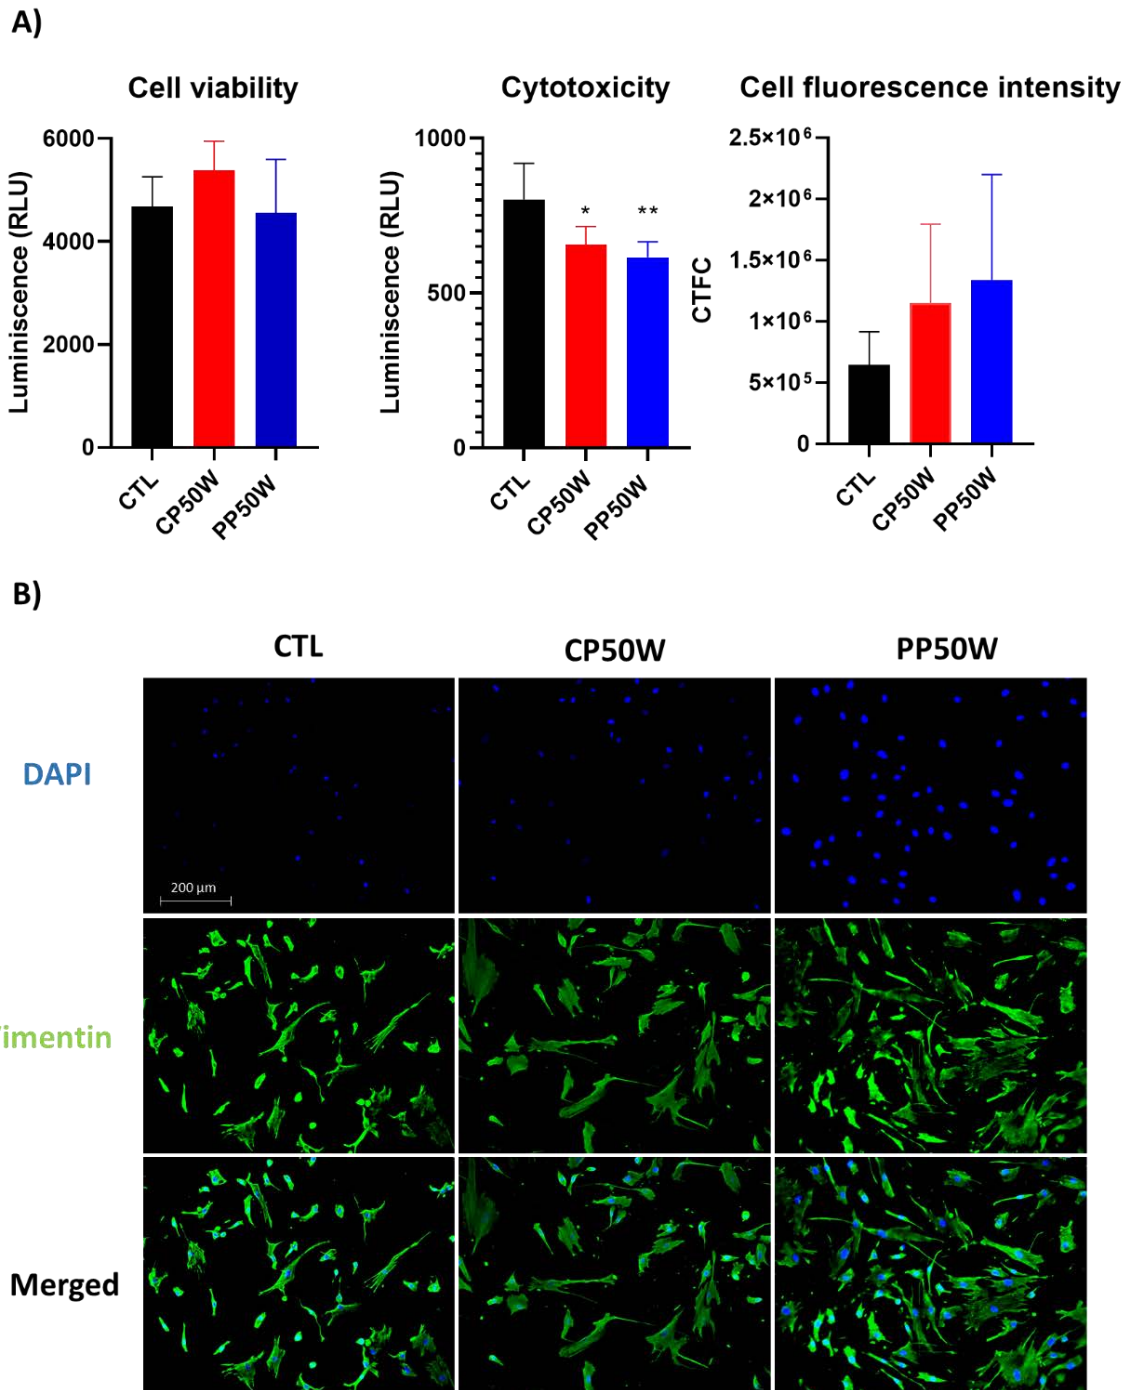 A)
Cell viability
Cytotoxicity
Cell fluorescence intensity
Luminiscence (RLU)
6000
4000
2000
0
CTL
CP50W
PP50W
Luminiscence (RLU)
1000
500
0
*
**
CTL
CP50W
PP50W
CTFC
2.5×10⁶
2×10⁶
1.5×10⁶
1×10⁶
5×10⁵
0
CTL
CP50W
PP50W
B)
CTL
CP50W
PP50W
DAPI
200 µm
imentin
Merged